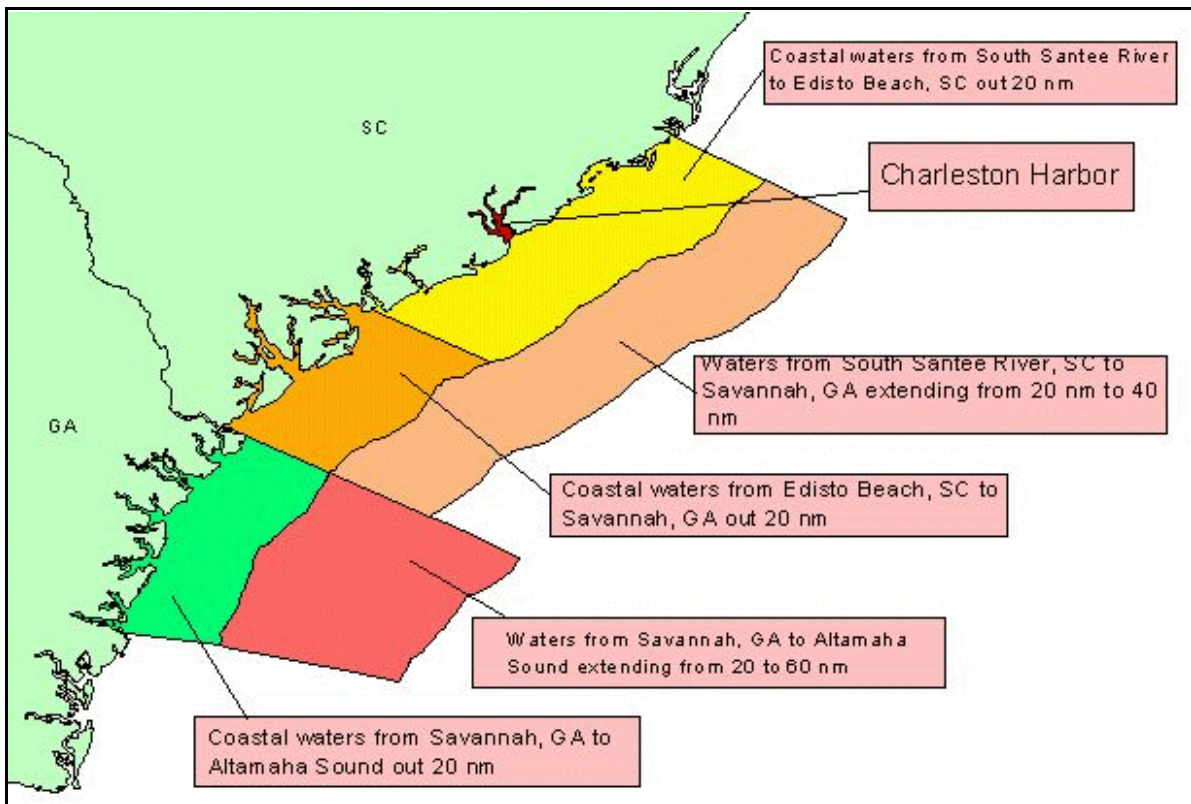 Coastal waters from South Santee River
to Edisto Beach, SC out 20 nm
SC
Charleston Harbor
Waters from South Santee River, SC to
Savannah, GA extending from 20 nm to 40
nm
GA
Coastal waters from Edisto Beach, SC to
Savannah, GA out 20 nm
Waters from Savannah, GA to Altamaha
Sound extending from 20 to 60 nm
Coastal waters from Savannah, GA to
Altamaha Sound out 20 nm